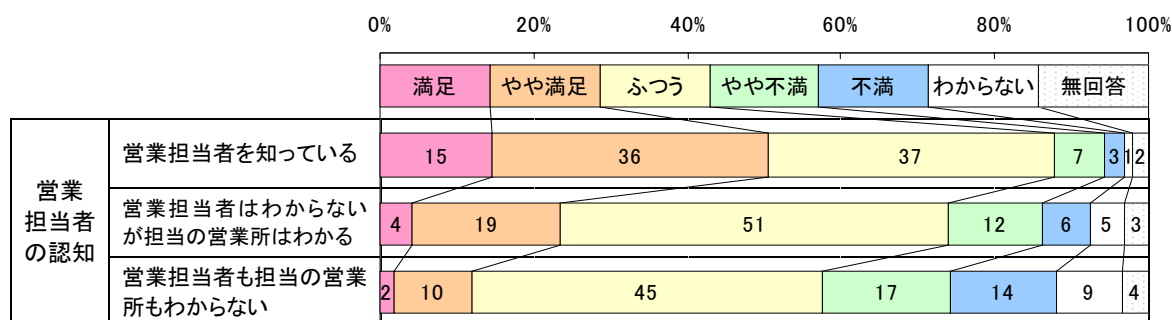 0% 20% 40% 60% 80% 100%
満足 やや満足 ふつう やや不満 不満 わからない 無回答
営業
担当者
の認知
営業担当者を知っている
15 36 37 7 3 1 2
営業担当者はわからない
が担当の営業所はわかる
4 19 51 12 6 5 3
営業担当者も担当の営業
所もわからない
2 10 45 17 14 9 4